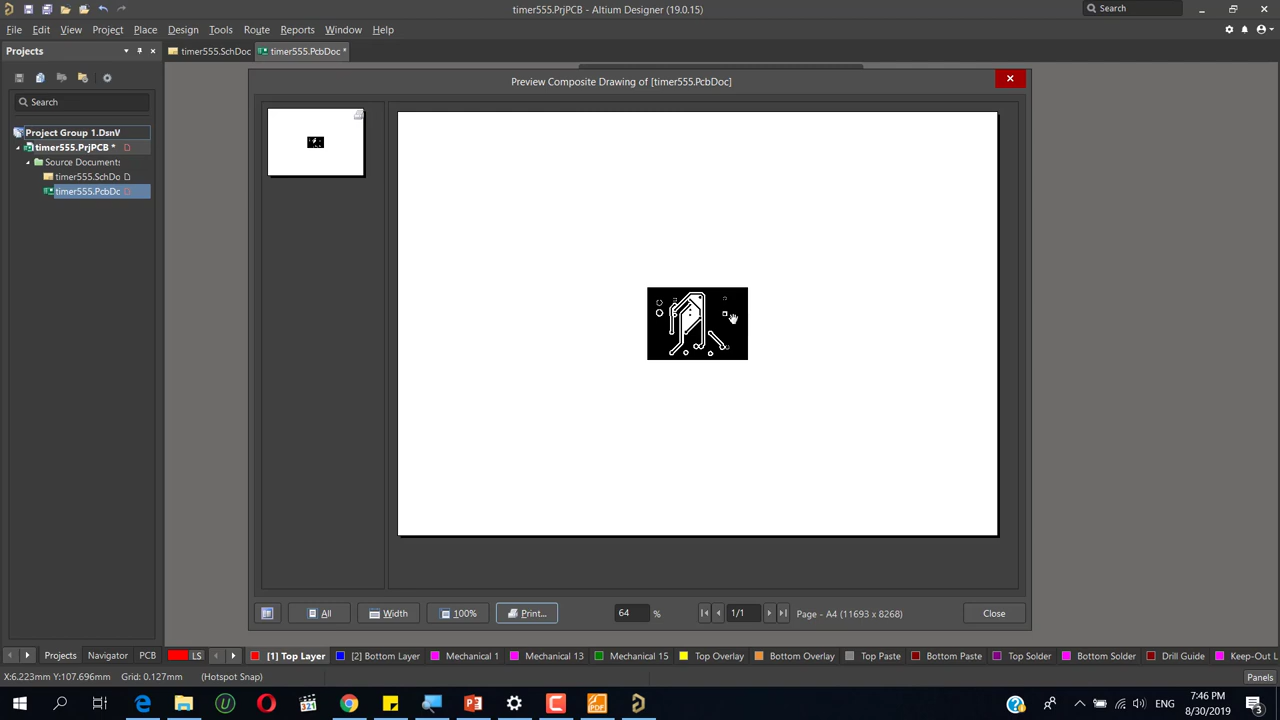 timer555.PrjPCB - Altium Designer (19.0.15)
Search
File Edit View Project Place Design Tools Route Reports Window Help
Projects
timer555.SchDoc
timer555.PcbDoc *
Search
Project Group 1.DsnV
timer555.PrjPCB *
Source Document:
timer555.SchDo
timer555.PcbDc
Preview Composite Drawing of [timer555.PcbDoc]
All
Width
100%
Print...
64 %
1/1
Page - A4 (11693 x 8268)
Close
Projects Navigator PCB
LS
[1] Top Layer
[2] Bottom Layer
Mechanical 1
Mechanical 13
Mechanical 15
Top Overlay
Bottom Overlay
Top Paste
Bottom Paste
Top Solder
Bottom Solder
Drill Guide
Keep-Out L
X:6.223mm Y:107.696mm Grid: 0.127mm (Hotspot Snap)
Panels
321
PDF
ENG
7:46 PM
8/30/2019
3